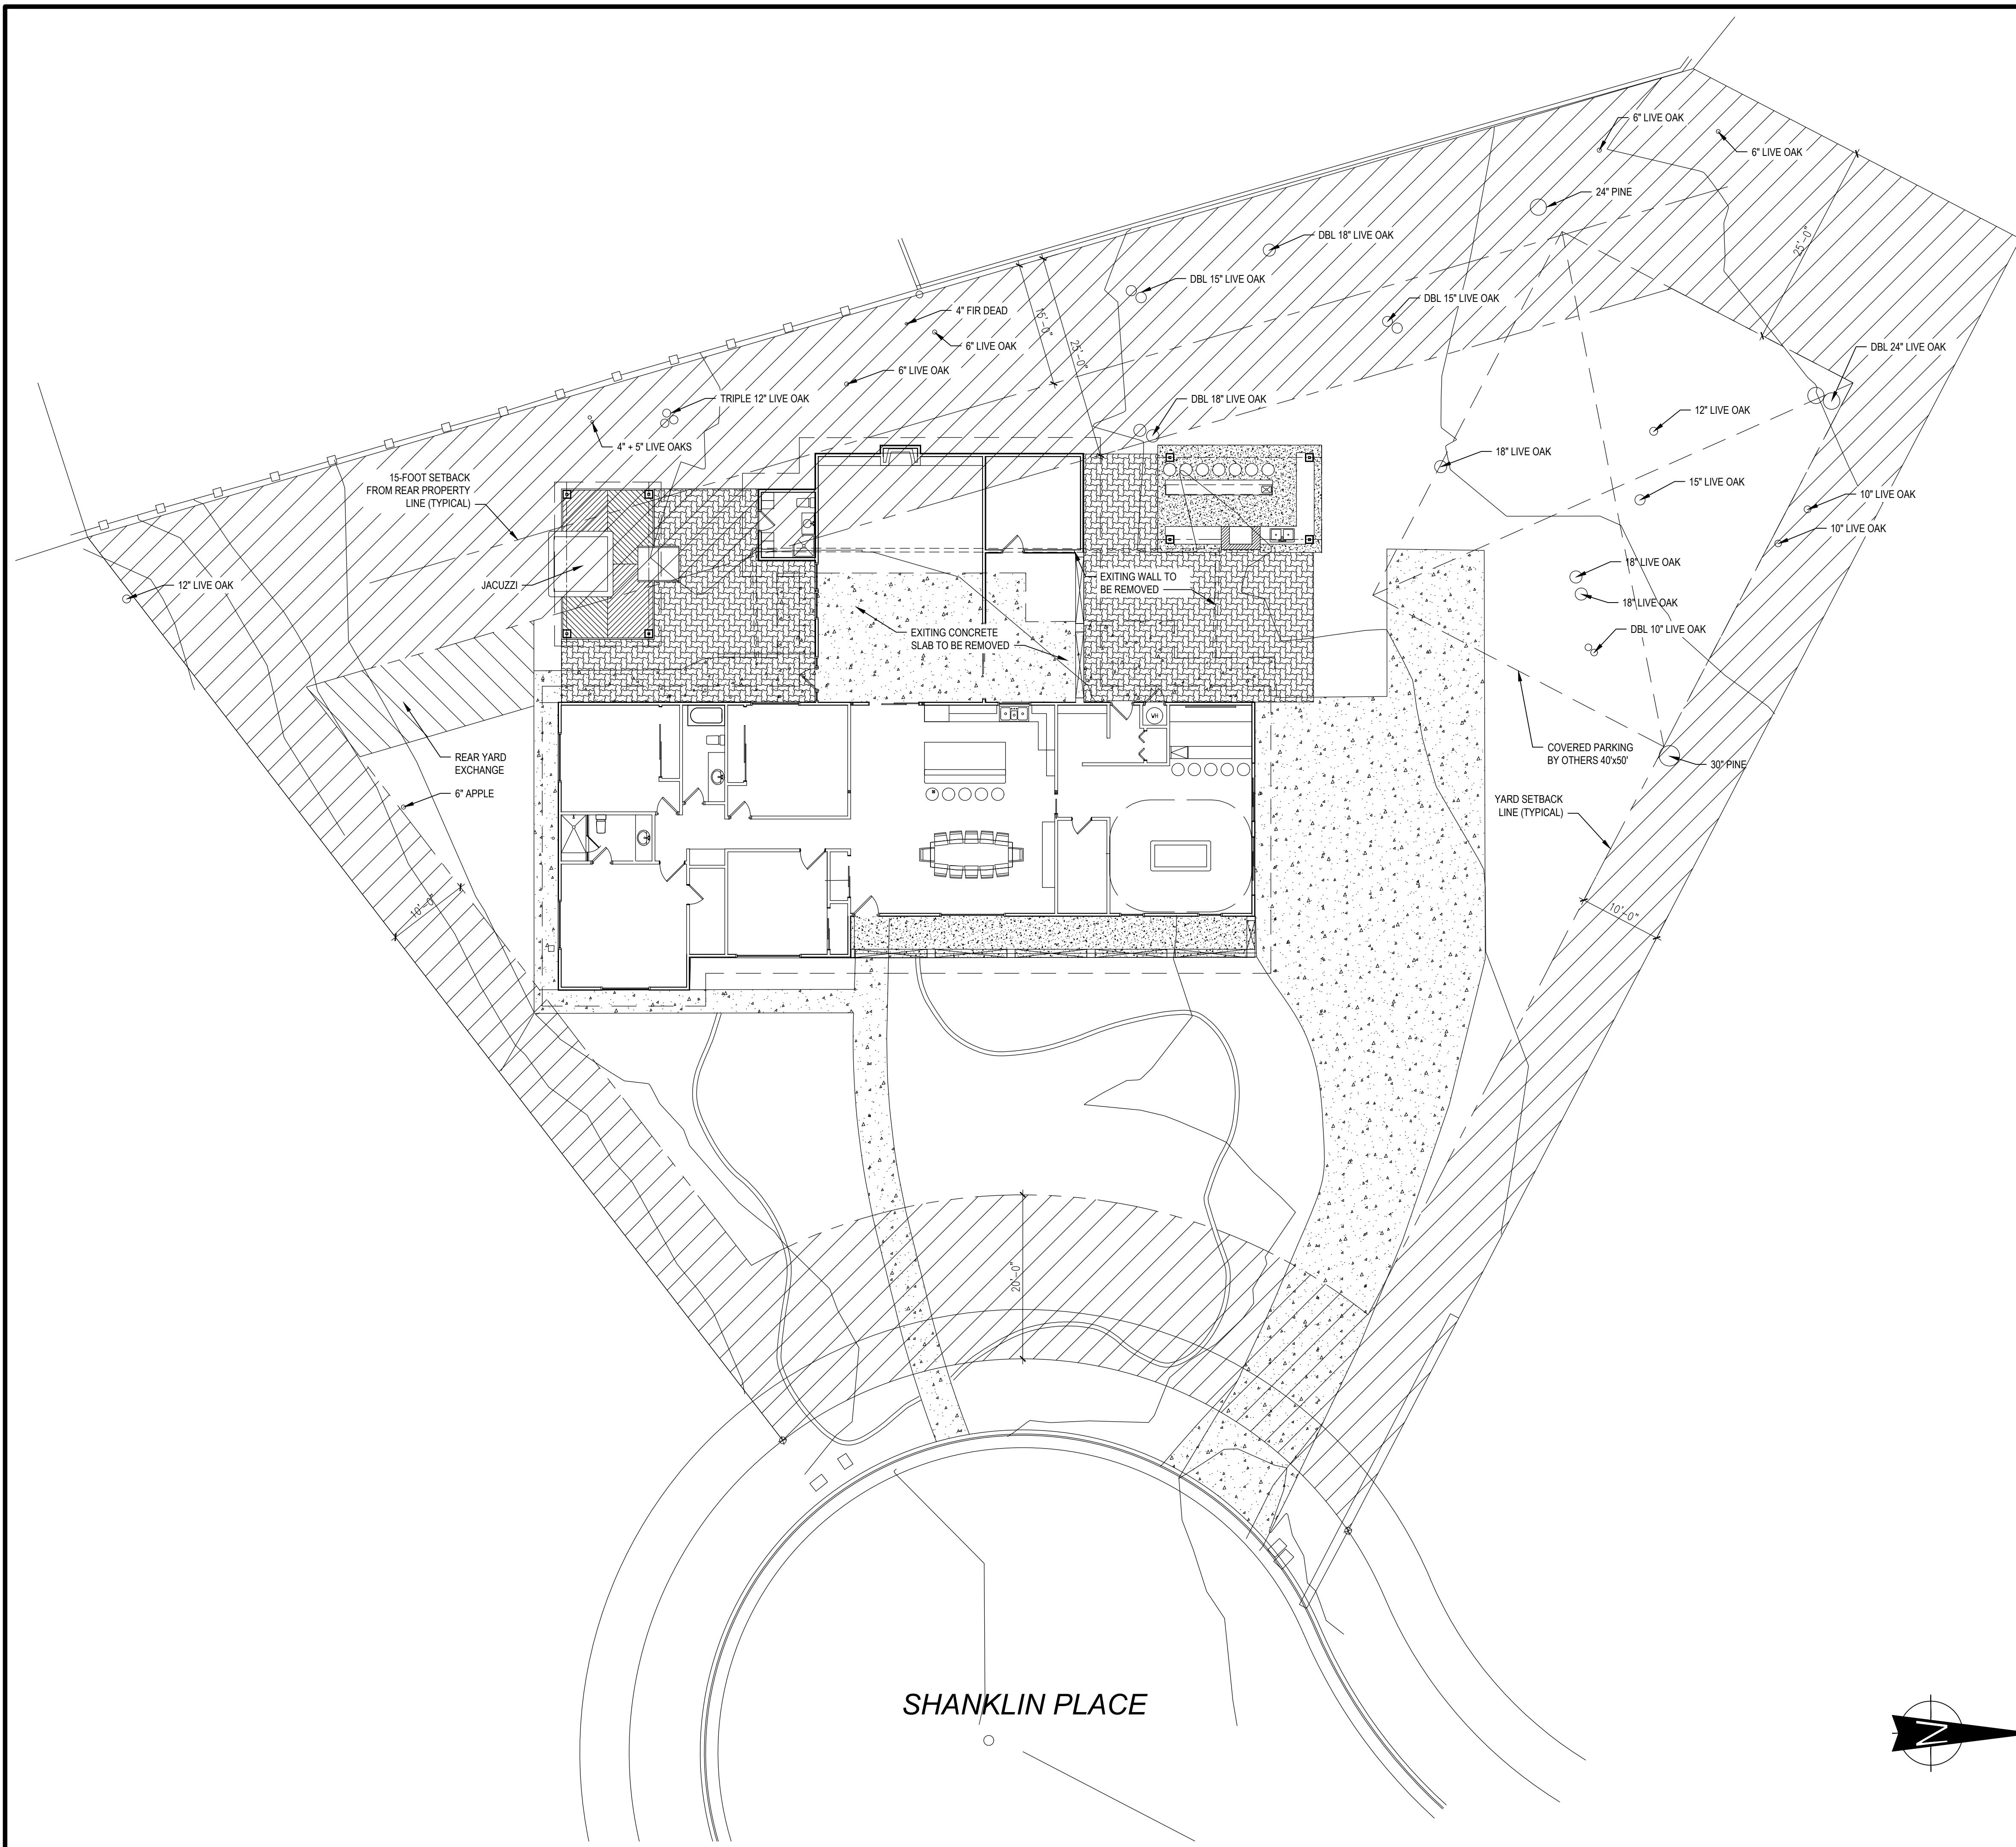 6" LIVE OAK
6" LIVE OAK
24" PINE
DBL 18" LIVE OAK
25'-0"
DBL 15" LIVE OAK
DBL 15" LIVE OAK
4" FIR DEAD
15'-0"
6" LIVE OAK
25'-0"
DBL 24" LIVE OAK
6" LIVE OAK
TRIPLE 12" LIVE OAK
DBL 18" LIVE OAK
12" LIVE OAK
4" + 5" LIVE OAKS
18" LIVE OAK
15-FOOT SETBACK
FROM REAR PROPERTY
LINE (TYPICAL)
15" LIVE OAK
10" LIVE OAK
10" LIVE OAK
12" LIVE OAK
JACUZZI
EXITING WALL TO
BE REMOVED
18" LIVE OAK
18" LIVE OAK
EXITING CONCRETE
SLAB TO BE REMOVED
DBL 10" LIVE OAK
WH
REAR YARD
EXCHANGE
COVERED PARKING
BY OTHERS 40'x50'
30" PINE
6" APPLE
YARD SETBACK
LINE (TYPICAL)
10'-0"
10'-0"
20'-0"
SHANKLIN PLACE
N